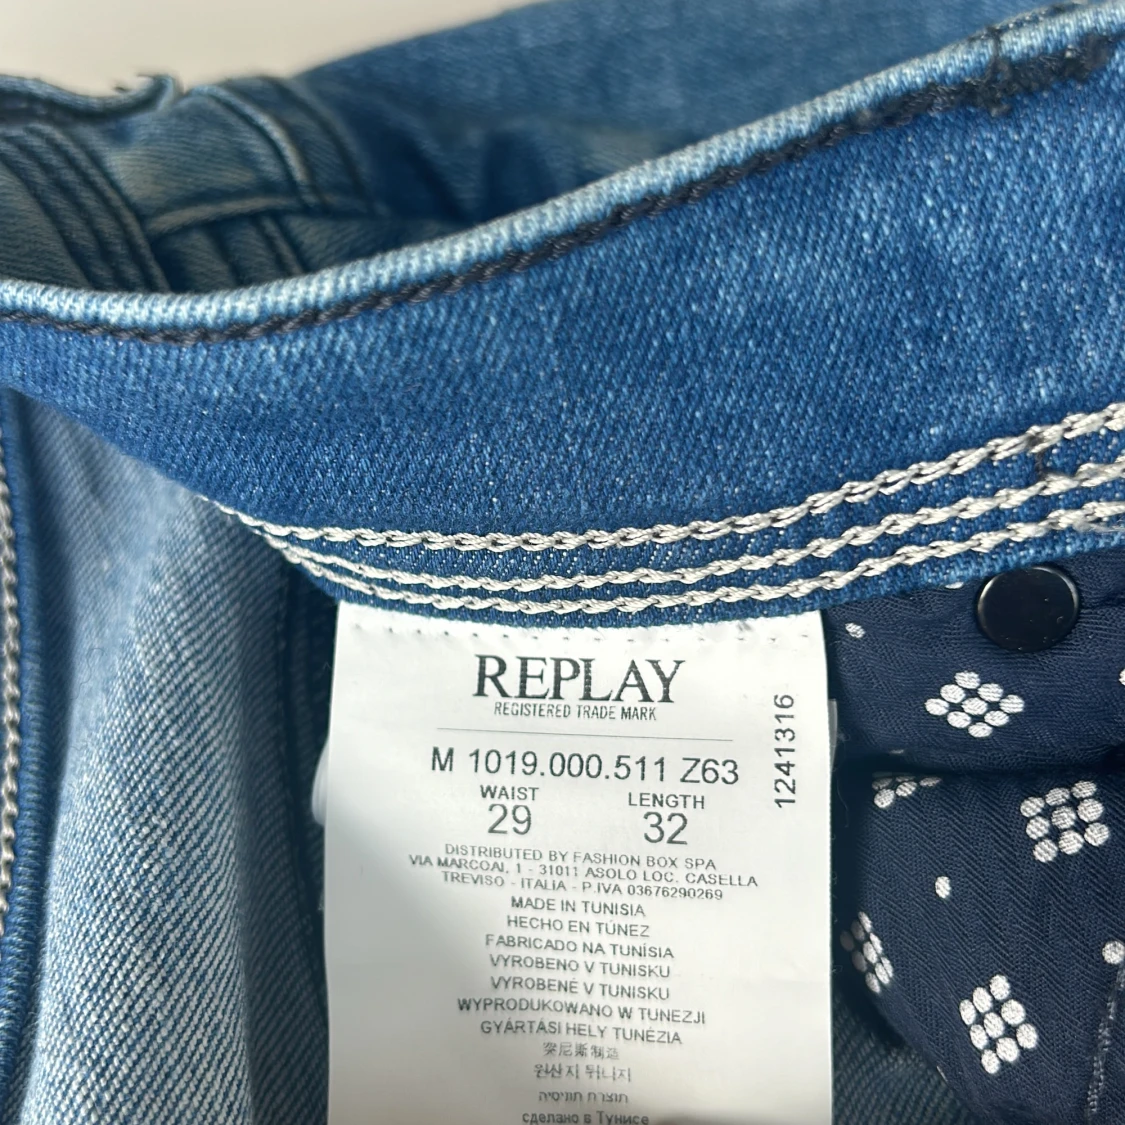 REPLAY
REGISTERED TRADE MARK
M 1019.000.511 Z63
1241316
WAIST LENGTH
29 32
DISTRIBUTED BY FASHION BOX SPA
VIA MARCOAI, 1 - 31011 ASOLO LOC. CASELLA
TREVISO - ITALIA - P.IVA 03676290269
MADE IN TUNISIA
HECHO EN TÚNEZ
FABRICADO NA TUNÍSIA
VYROBENO V TUNISKU
VYROBENÉ V TUNISKU
WYPRODUKOWANO W TUNEZJI
GYÁRTÁSI HELY TUNÉZIA
突尼斯制造
원산지 튀니지
תוצרת תוניסיה
сделано в Тунисе